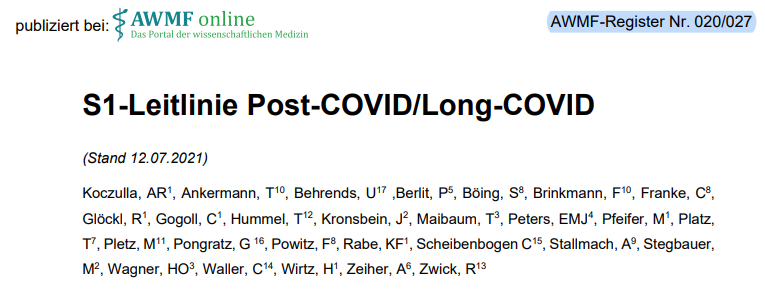 publiziert bei: AWMF online
Das Portal der wissenschaftlichen Medizin
AWMF-Register Nr. 020/027
S1-Leitlinie Post-COVID/Long-COVID
(Stand 12.07.2021)
Koczulla, AR¹, Ankermann, T¹⁰, Behrends, U¹⁷ ,Berlit, P⁵, Böing, S⁸, Brinkmann, F¹⁰, Franke, C⁸,
Glöckl, R¹, Gogoll, C¹, Hummel, T¹², Kronsbein, J², Maibaum, T³, Peters, EMJ⁴, Pfeifer, M¹, Platz,
T⁷, Pletz, M¹¹, Pongratz, G ¹⁶, Powitz, F⁸, Rabe, KF¹, Scheibenbogen C¹⁵, Stallmach, A⁹, Stegbauer,
M², Wagner, HO³, Waller, C¹⁴, Wirtz, H¹, Zeiher, A⁶, Zwick, R¹³